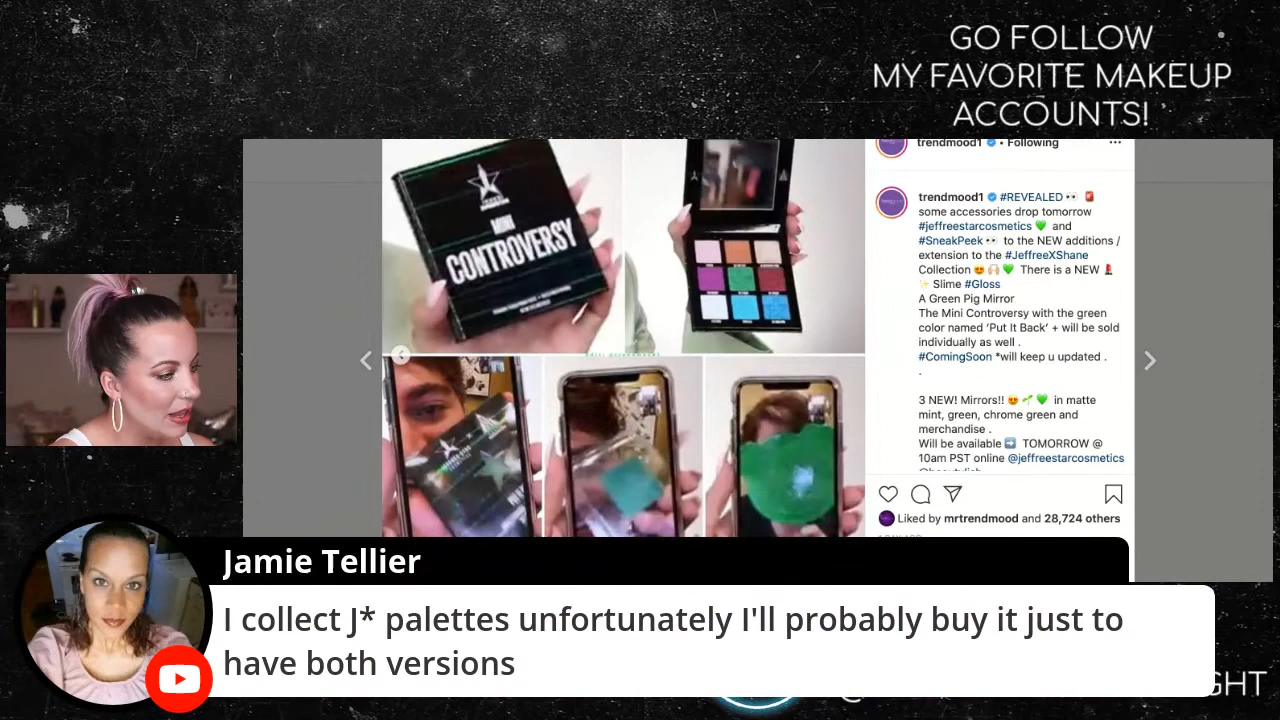 GO FOLLOW
MY FAVORITE MAKEUP
ACCOUNTS!
trendmood1 • Following
MINI
CONTROVERSY
trendmood1 #REVEALED 👀 🚨
some accessories drop tomorrow
#jeffreestarcosmetics 💚 and
#SneakPeek 👀 to the NEW additions /
extension to the #JeffreeXShane
Collection 😍 🙌🏻 💚 There is a NEW 💄
✨ Slime #Gloss
A Green Pig Mirror
The Mini Controversy with the green
color named 'Put It Back' + will be sold
individually as well .
#ComingSoon *will keep u updated .
.
3 NEW! Mirrors!! 😍 🌱 💚 in matte
mint, green, chrome green and
merchandise .
Will be available ➡️ TOMORROW @
10am PST online @jeffreestarcosmetics
Liked by mrtrendmood and 28,724 others
Jamie Tellier
I collect J* palettes unfortunately I'll probably buy it just to
have both versions
GHT